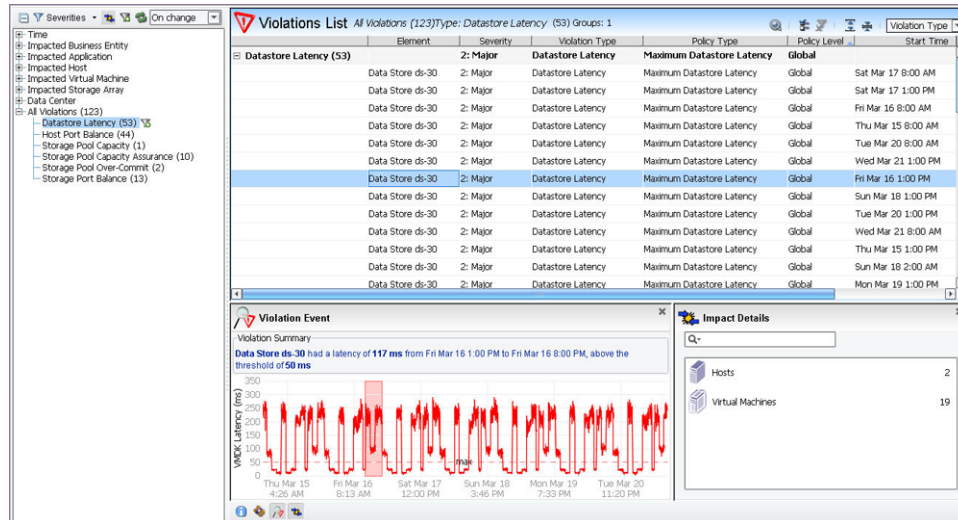 Severities On change
Time
Impacted Business Entity
Impacted Application
Impacted Host
Impacted Virtual Machine
Impacted Storage Array
Data Center
All Violations (123)
Datastore Latency (53)
Host Port Balance (44)
Storage Pool Capacity (1)
Storage Pool Capacity Assurance (10)
Storage Pool Over-Commit (2)
Storage Port Balance (13)
Violations List All Violations (123)Type: Datastore Latency (53) Groups: 1 Violation Type
Element Severity Violation Type Policy Type Policy Level Start Time
Datastore Latency (53) 2: Major Datastore Latency Maximum Datastore Latency Global
Data Store ds-30 2: Major Datastore Latency Maximum Datastore Latency Global Sat Mar 17 8:00 AM
Data Store ds-30 2: Major Datastore Latency Maximum Datastore Latency Global Sat Mar 17 1:00 PM
Data Store ds-30 2: Major Datastore Latency Maximum Datastore Latency Global Fri Mar 16 8:00 AM
Data Store ds-30 2: Major Datastore Latency Maximum Datastore Latency Global Thu Mar 15 8:00 AM
Data Store ds-30 2: Major Datastore Latency Maximum Datastore Latency Global Tue Mar 20 8:00 AM
Data Store ds-30 2: Major Datastore Latency Maximum Datastore Latency Global Wed Mar 21 1:00 PM
Data Store ds-30 2: Major Datastore Latency Maximum Datastore Latency Global Fri Mar 16 1:00 PM
Data Store ds-30 2: Major Datastore Latency Maximum Datastore Latency Global Sun Mar 18 1:00 PM
Data Store ds-30 2: Major Datastore Latency Maximum Datastore Latency Global Tue Mar 20 1:00 PM
Data Store ds-30 2: Major Datastore Latency Maximum Datastore Latency Global Wed Mar 21 8:00 AM
Data Store ds-30 2: Major Datastore Latency Maximum Datastore Latency Global Thu Mar 15 1:00 PM
Data Store ds-30 2: Major Datastore Latency Maximum Datastore Latency Global Sun Mar 18 2:00 AM
Data Store ds-30 2: Major Datastore Latency Maximum Datastore Latency Global Mon Mar 19 1:00 PM
Violation Event
Violation Summary
Data Store ds-30 had a latency of 117 ms from Fri Mar 16 1:00 PM to Fri Mar 16 8:00 PM, above the
threshold of 50 ms
VMDK Latency (ms)
350
300
250
200
150
100
50
0
max
Thu Mar 15 Fri Mar 16 Sat Mar 17 Sun Mar 18 Mon Mar 19 Tue Mar 20
4:26 AM 8:13 AM 12:00 PM 3:46 PM 7:33 PM 11:20 PM
Impact Details
Hosts 2
Virtual Machines 19